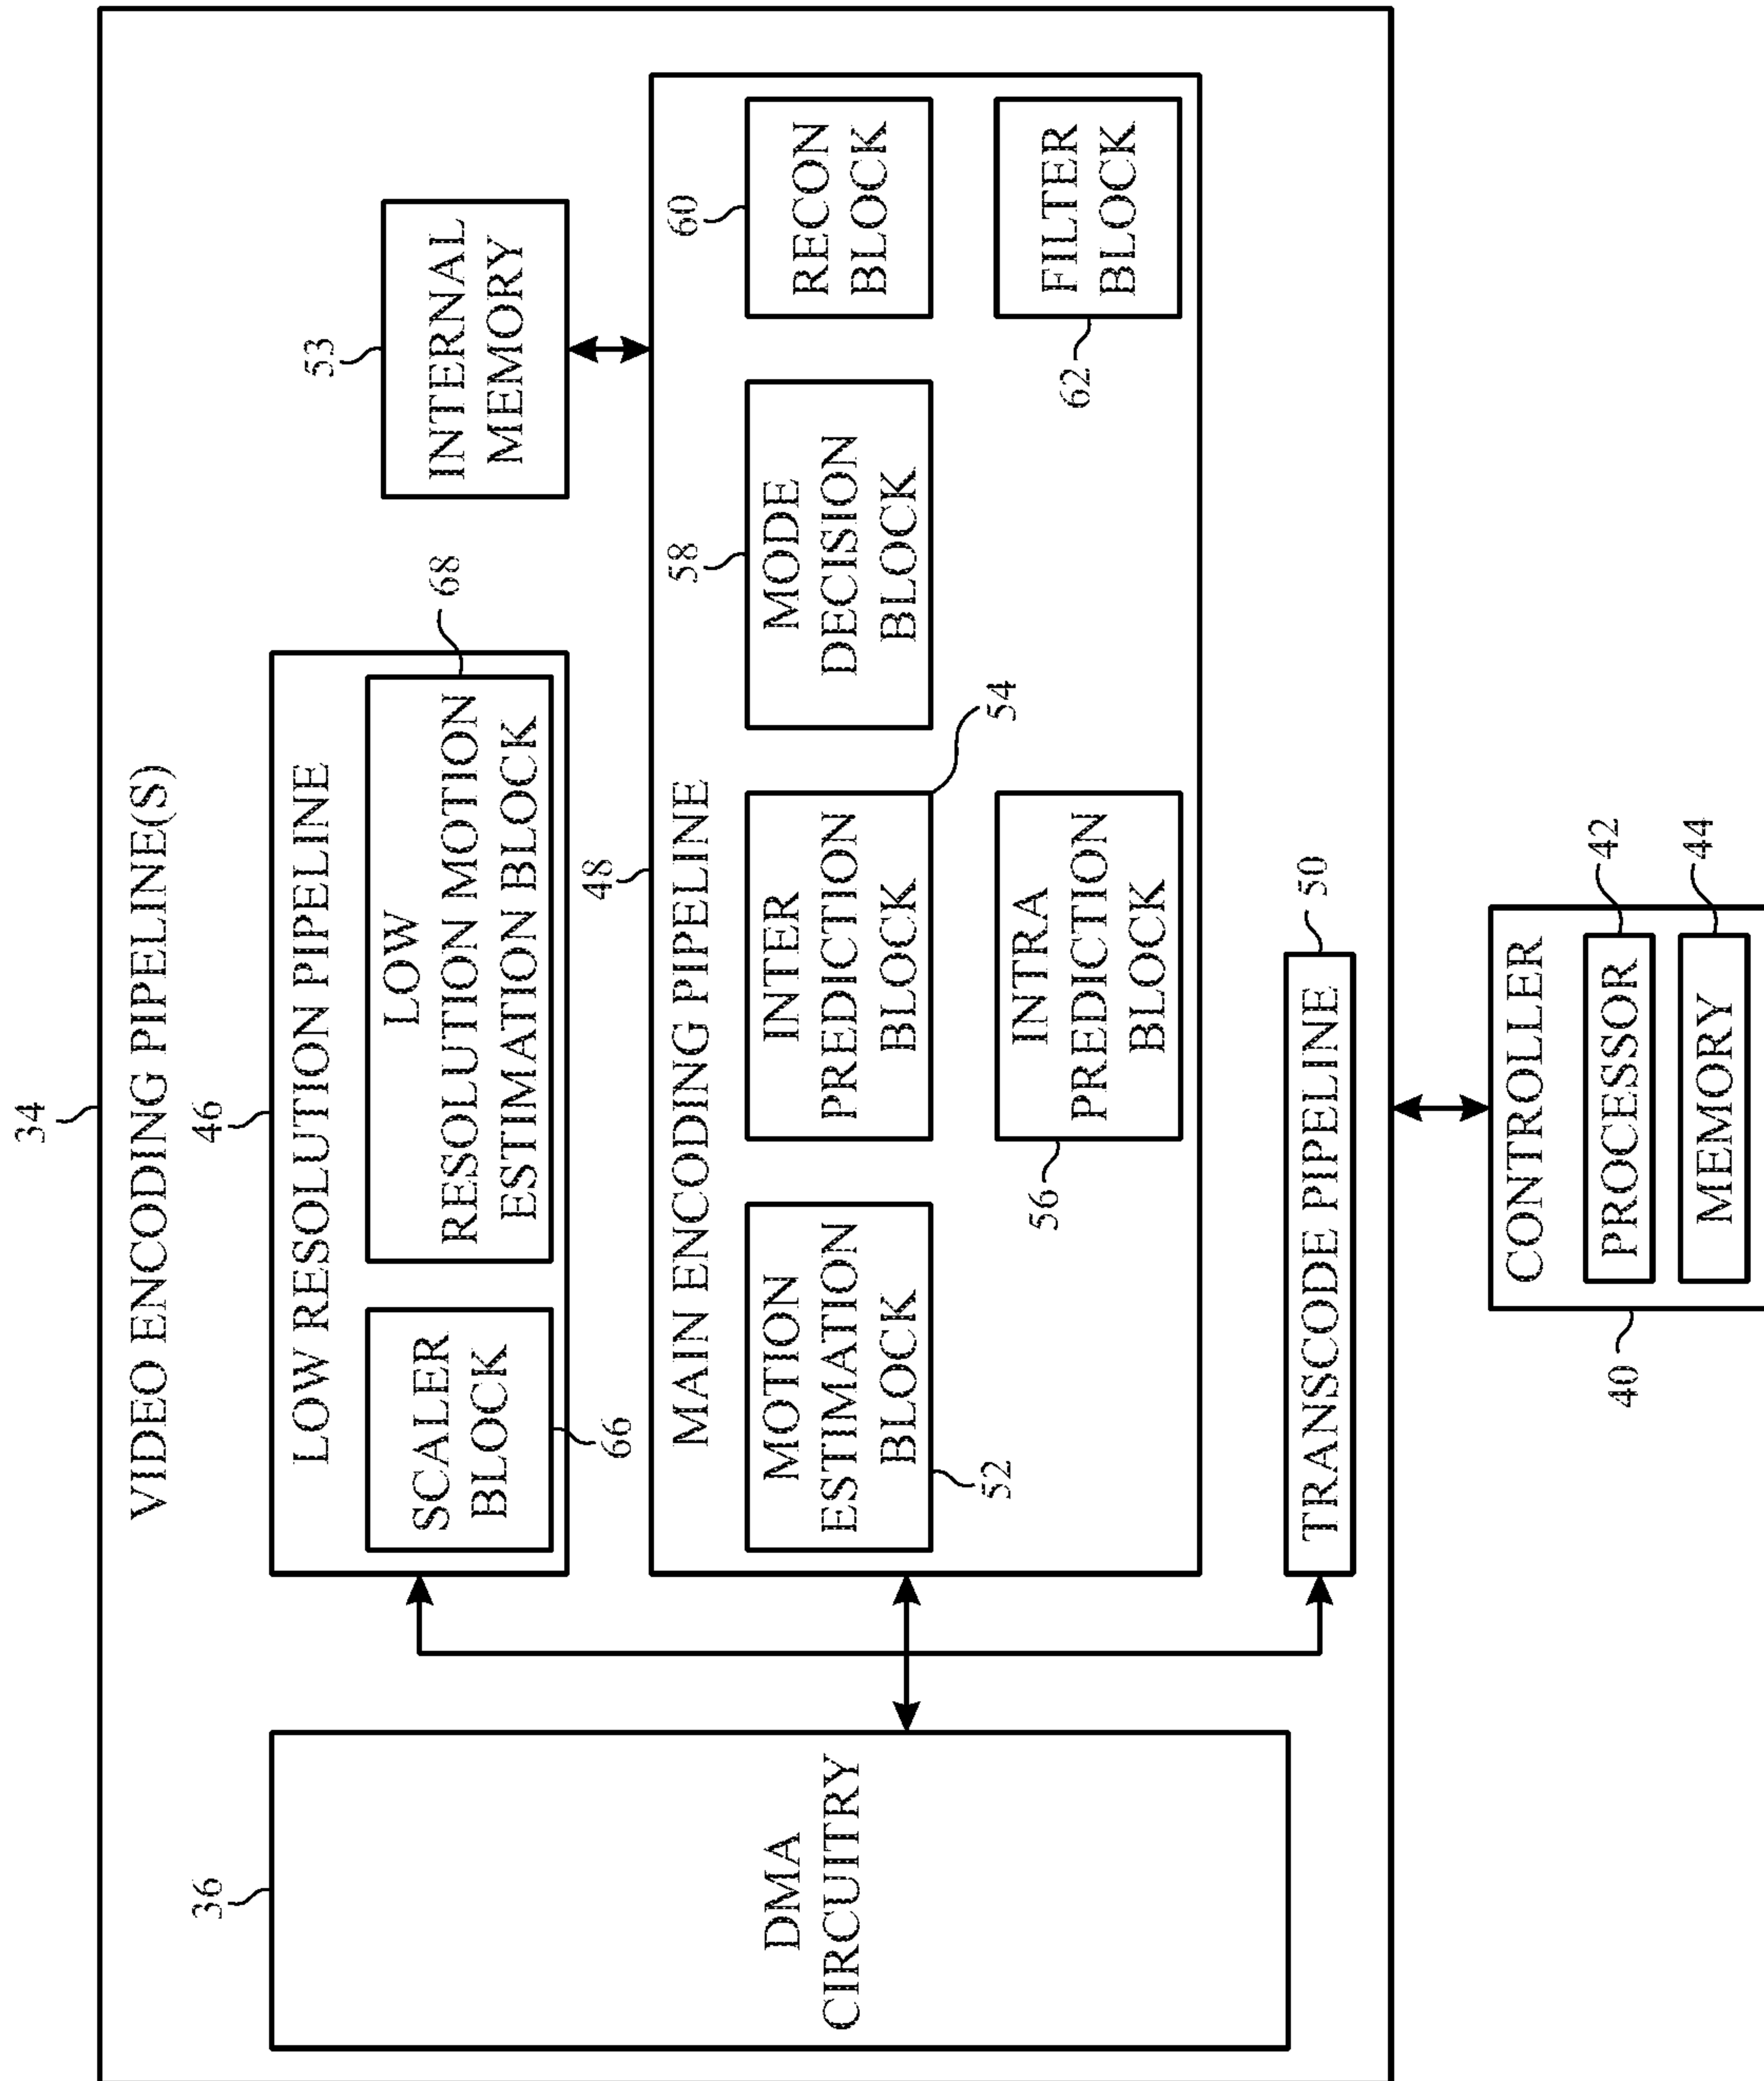 34
VIDEO ENCODING PIPELINE(S)
36
DMA
CIRCUITRY
46
LOW RESOLUTION PIPELINE
SCALER
BLOCK
66
LOW
RESOLUTION MOTION
ESTIMATION BLOCK
68
53
INTERNAL
MEMORY
48
MAIN ENCODING PIPELINE
MOTION
ESTIMATION
BLOCK
52
INTER
PREDICTION
BLOCK
54
58
MODE
DECISION
BLOCK
60
RECON
BLOCK
INTRA
PREDICTION
BLOCK
56
FILTER
BLOCK
62
TRANSCODE PIPELINE
50
CONTROLLER
40
PROCESSOR
42
MEMORY
44